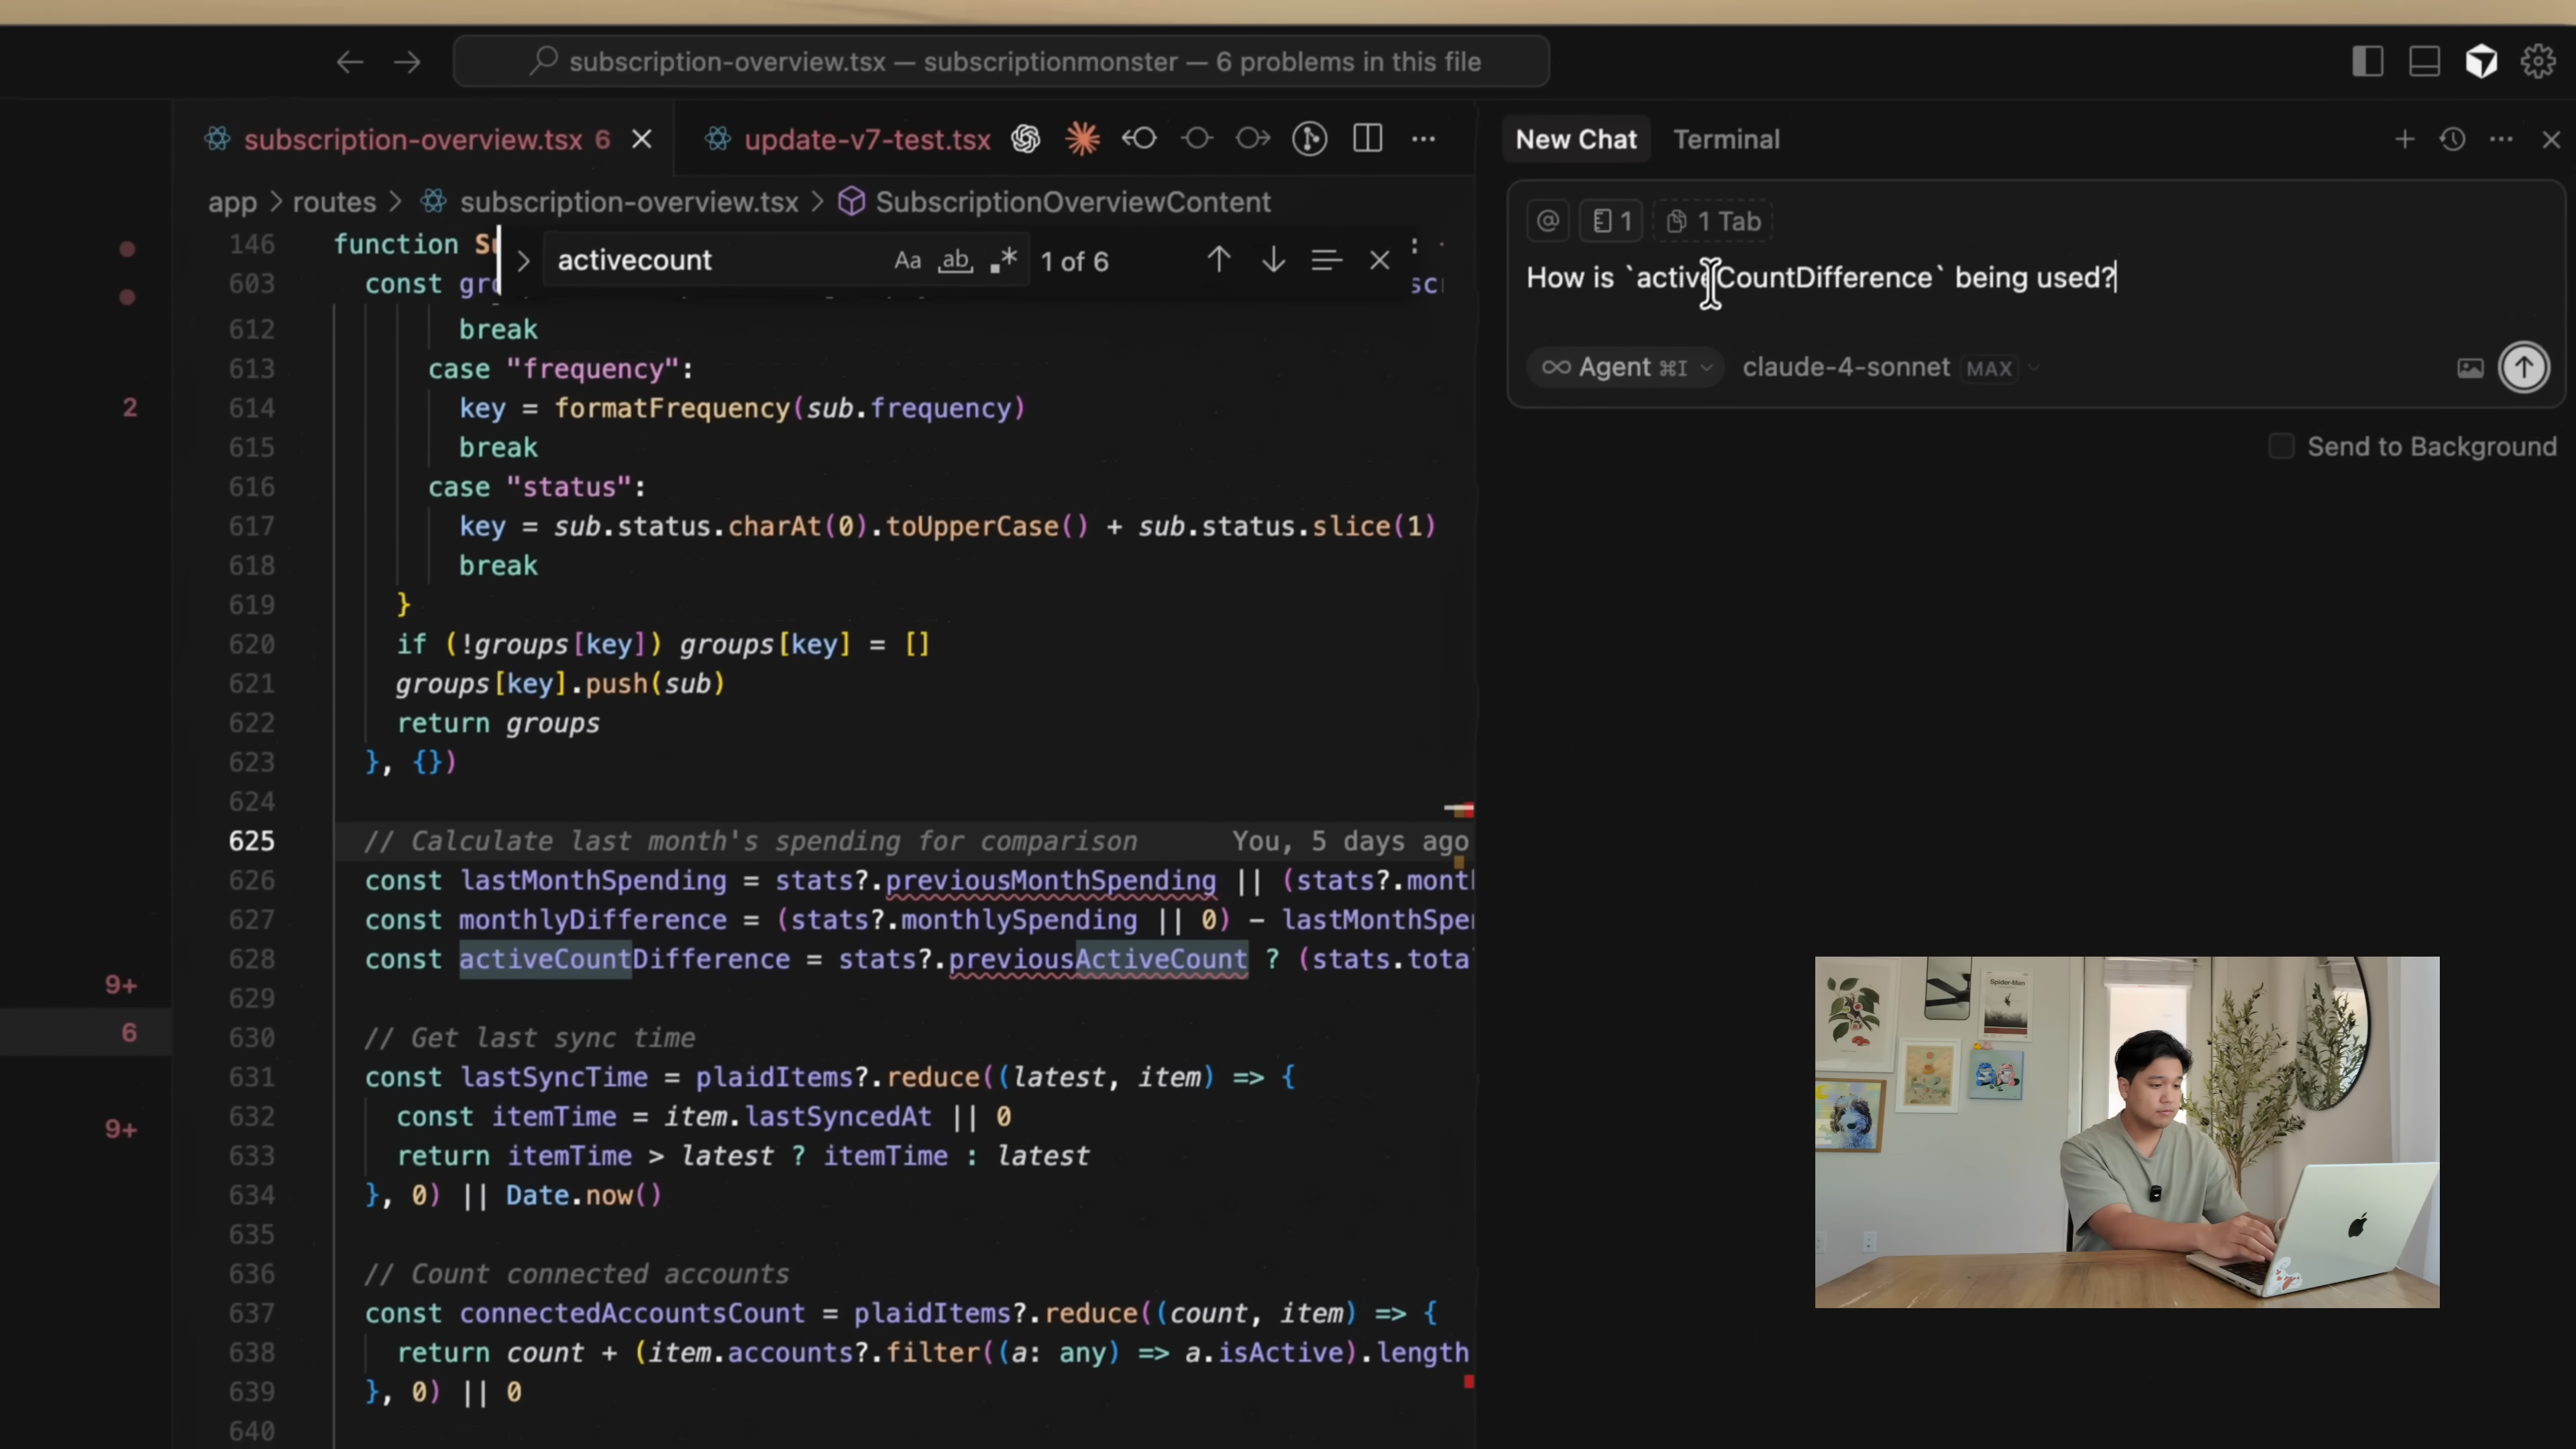 subscription-overview.tsx — subscriptionmonster — 6 problems in this file
subscription-overview.tsx 6
update-v7-test.tsx
app > routes > subscription-overview.tsx > SubscriptionOverviewContent
activecount
Aa
ab
1 of 6
146 function
603 const
612 break
613 case "frequency":
614 key = formatFrequency(sub.frequency)
615 break
616 case "status":
617 key = sub.status.charAt(0).toUpperCase() + sub.status.slice(1)
618 break
619 }
620 if (!groups[key]) groups[key] = []
621 groups[key].push(sub)
622 return groups
623 }, {})
624
625 // Calculate last month's spending for comparison You, 5 days ago
626 const lastMonthSpending = stats?.previousMonthSpending || (stats?.mont
627 const monthlyDifference = (stats?.monthlySpending || 0) - lastMonthSpe
628 const activeCountDifference = stats?.previousActiveCount ? (stats.tota
629
630 // Get last sync time
631 const lastSyncTime = plaidItems?.reduce((latest, item) => {
632 const itemTime = item.lastSyncedAt || 0
633 return itemTime > latest ? itemTime : latest
634 }, 0) || Date.now()
635
636 // Count connected accounts
637 const connectedAccountsCount = plaidItems?.reduce((count, item) => {
638 return count + (item.accounts?.filter((a: any) => a.isActive).length
639 }, 0) || 0
640
2
9+
6
9+
New Chat
Terminal
@
1
1 Tab
How is `activeCountDifference` being used?
Agent ⌘I
claude-4-sonnet MAX
Send to Background
Spider-Man